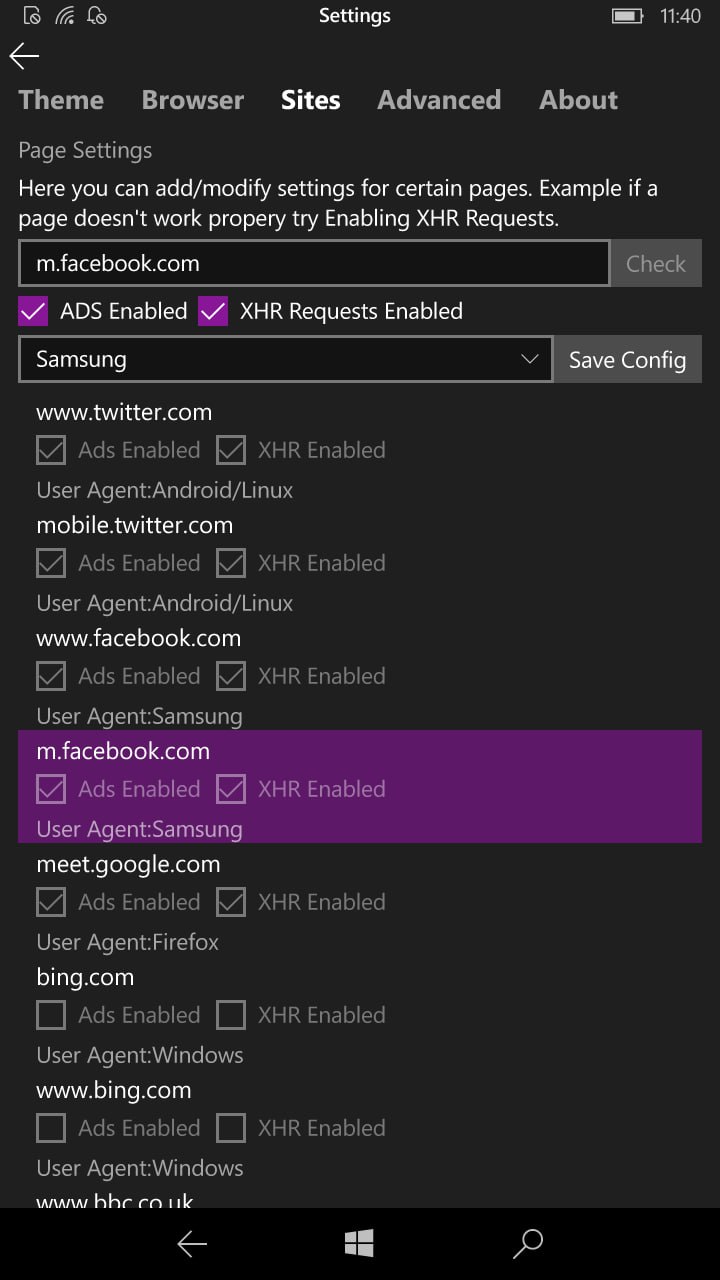 Settings 11:40
Theme Browser Sites Advanced About
Page Settings
Here you can add/modify settings for certain pages. Example if a
page doesn't work propery try Enabling XHR Requests.
m.facebook.com Check
ADS Enabled XHR Requests Enabled
Samsung Save Config
www.twitter.com
Ads Enabled XHR Enabled
User Agent:Android/Linux
mobile.twitter.com
Ads Enabled XHR Enabled
User Agent:Android/Linux
www.facebook.com
Ads Enabled XHR Enabled
User Agent:Samsung
m.facebook.com
Ads Enabled XHR Enabled
User Agent:Samsung
meet.google.com
Ads Enabled XHR Enabled
User Agent:Firefox
bing.com
Ads Enabled XHR Enabled
User Agent:Windows
www.bing.com
Ads Enabled XHR Enabled
User Agent:Windows
www.bbc.co.uk